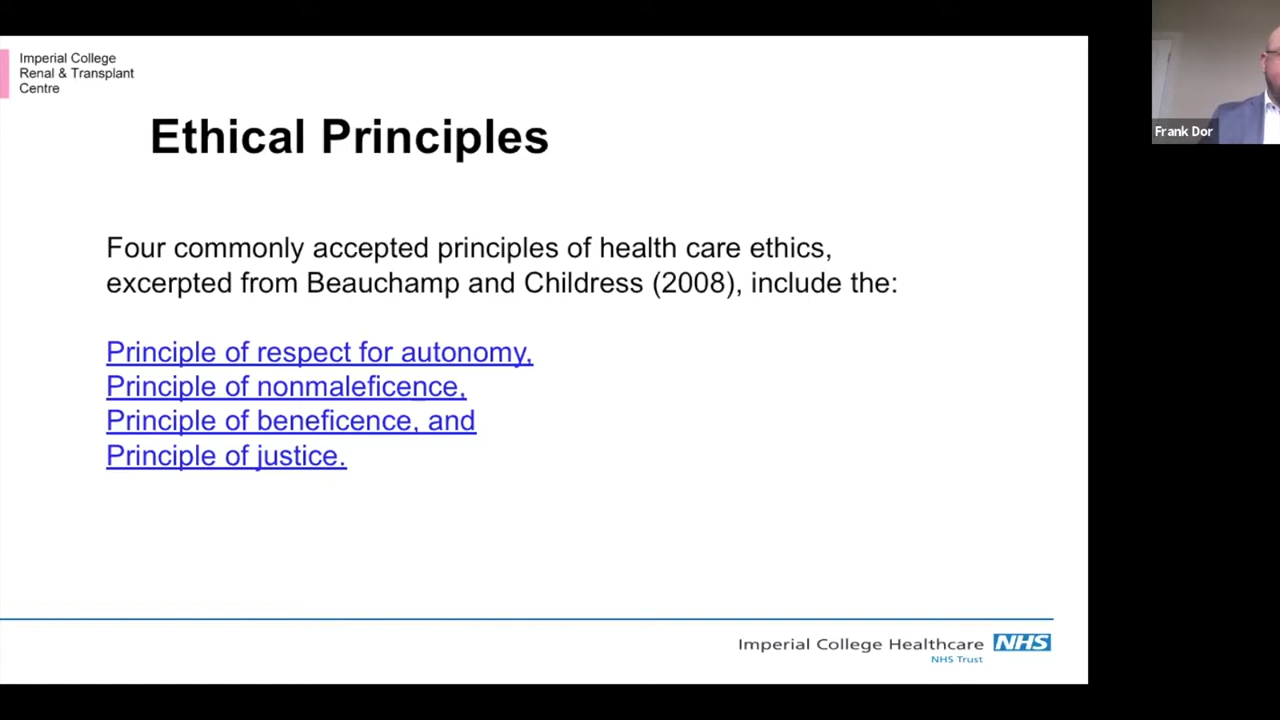 Imperial College
Renal & Transplant
Centre
Ethical Principles
Four commonly accepted principles of health care ethics,
excerpted from Beauchamp and Childress (2008), include the:
Principle of respect for autonomy,
Principle of nonmaleficence,
Principle of beneficence, and
Principle of justice.
Imperial College Healthcare NHS
NHS Trust
Frank Dor